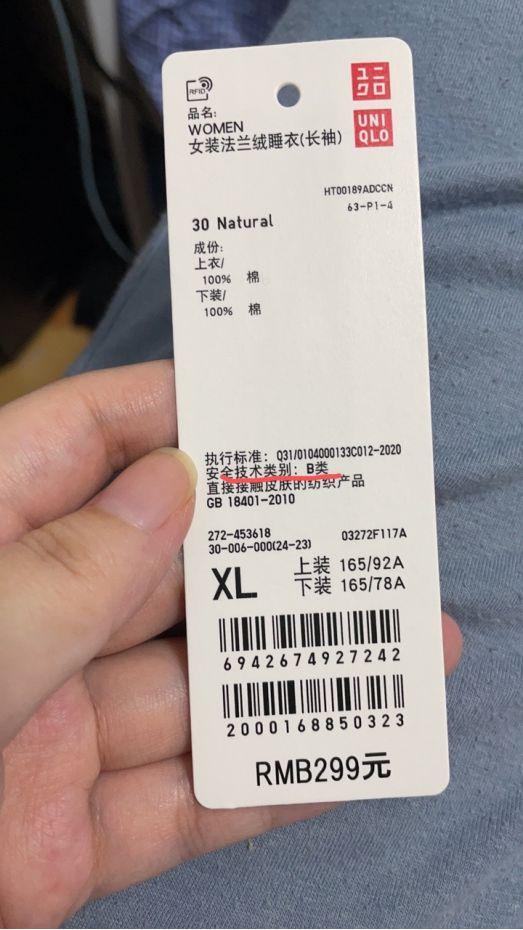 RFID
ユニ
クロ
品名:
WOMEN
UNI
QLO
女装法兰绒睡衣(长袖)
HT00189ADCCN
63-P1-4
30 Natural
成份:
上衣/
100% 棉
下装/
100% 棉
执行标准: Q31/0104000133C012-2020
安全技术类别: B类
直接接触皮肤的纺织产品
GB 18401-2010
272-453618 03272F117A
30-006-000(24-23)
XL 上装 165/92A
下装 165/78A
6942674927242
2000168850323
RMB299元